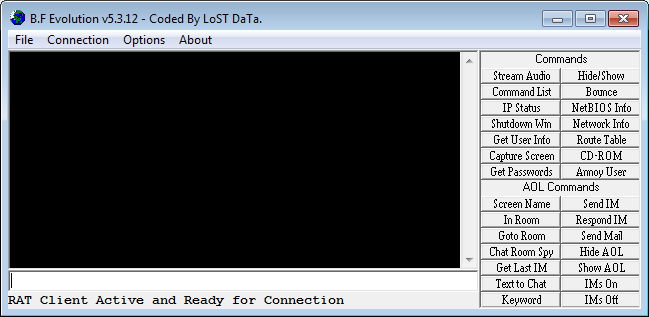 B.F Evolution v5.3.12 - Coded By LoST DaTa.
File Connection Options About
Commands
Stream Audio Hide/Show
Command List Bounce
IP Status NetBIOS Info
Shutdown Win Network Info
Get User Info Route Table
Capture Screen CD-ROM
Get Passwords Annoy User
AOL Commands
Screen Name Send IM
In Room Respond IM
Goto Room Send Mail
Chat Room Spy Hide AOL
Get Last IM Show AOL
Text to Chat IMs On
Keyword IMs Off
RAT Client Active and Ready for Connection